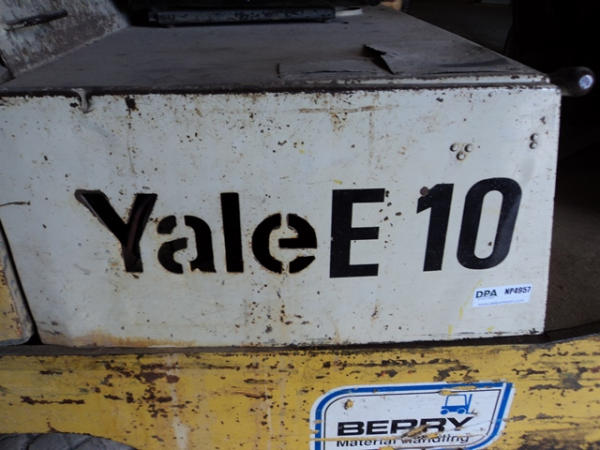 YaleE 10
DPA NP4957
BERRY
Material Handling